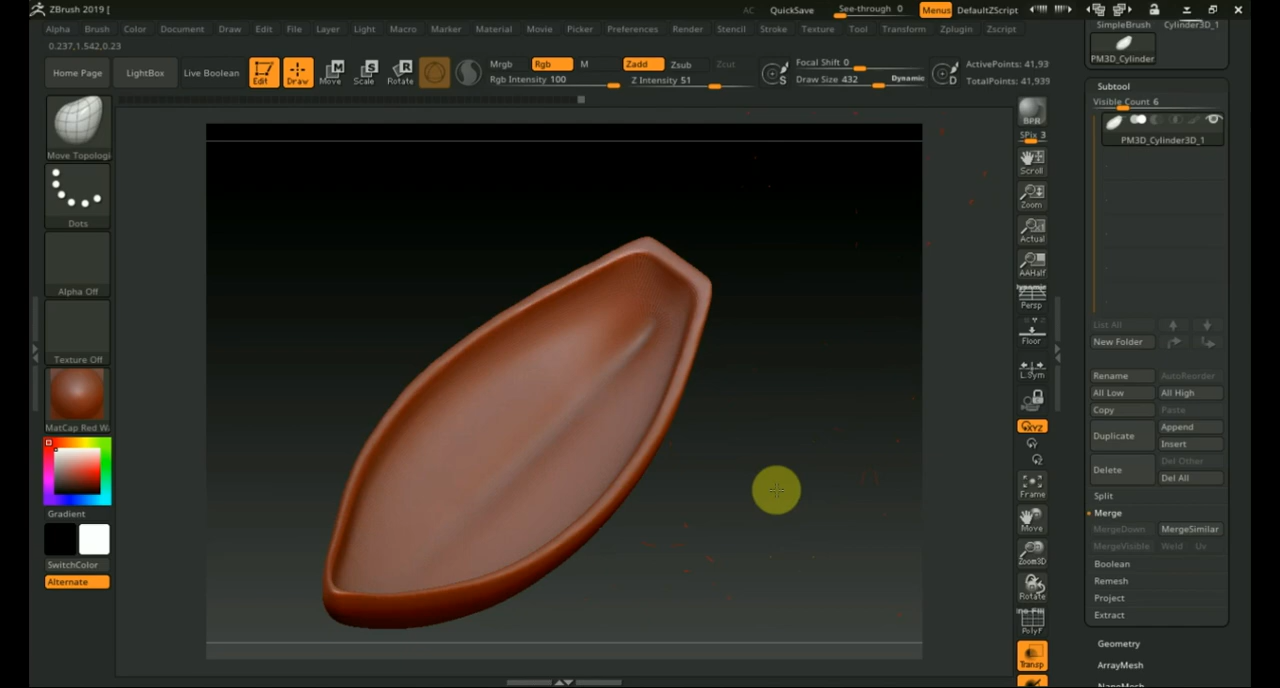 ZBrush 2019 [
AC QuickSave See-through 0 Menus DefaultZScript
Alpha Brush Color Document Draw Edit File Layer Light Macro Marker Material Movie Picker Preferences Render Stencil Stroke Texture Tool Transform Zplugin Zscript
0.237,1.542,0.23
Home Page LightBox Live Boolean Edit Draw Move Scale Rotate
Mrgb Rgb M Zadd Zsub Zcut
Rgb Intensity 100 Z Intensity 51
Focal Shift 0
Draw Size 432 Dynamic
S
D
ActivePoints: 41,93
TotalPoints: 41,939
Move Topologi
Dots
Alpha Off
Texture Off
MatCap Red W
Gradient
SwitchColor
Alternate
BPR
SPix 3
Scroll
Zoom
Actual
AAHalf
Dynamic
Persp
Floor
L.Sym
XYZ
Frame
Move
Zoom3D
Rotate
PolyF
Transp
SimpleBrush Cylinder3D_1
PM3D_Cylinder
Subtool
Visible Count 6
PM3D_Cylinder3D_1
List All
New Folder
Rename AutoReorder
All Low All High
Copy Paste
Duplicate Append
Insert
Delete Del Other
Del All
Split
Merge
MergeDown MergeSimilar
MergeVisible Weld Uv
Boolean
Remesh
Project
Extract
Geometry
ArrayMesh
NanoMesh